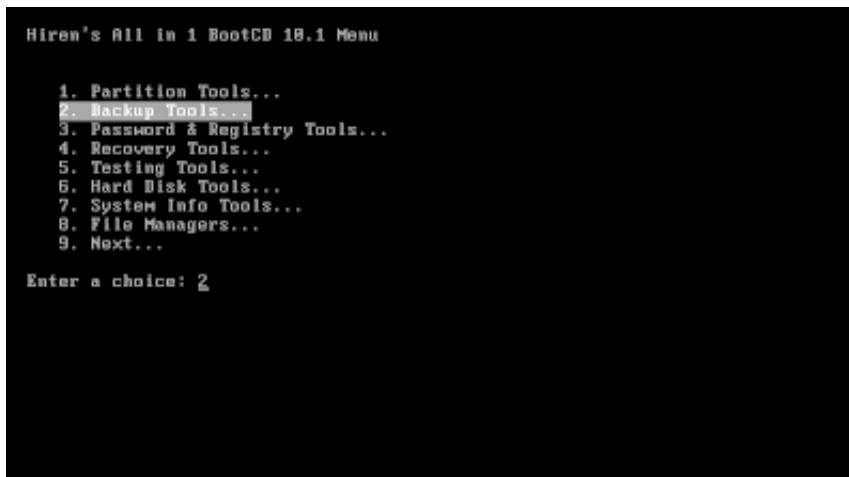 Hiren's All in 1 BootCD 10.1 Menu
1. Partition Tools...
2. Backup Tools...
3. Password & Registry Tools...
4. Recovery Tools...
5. Testing Tools...
6. Hard Disk Tools...
7. System Info Tools...
8. File Managers...
9. Next...
Enter a choice: 2